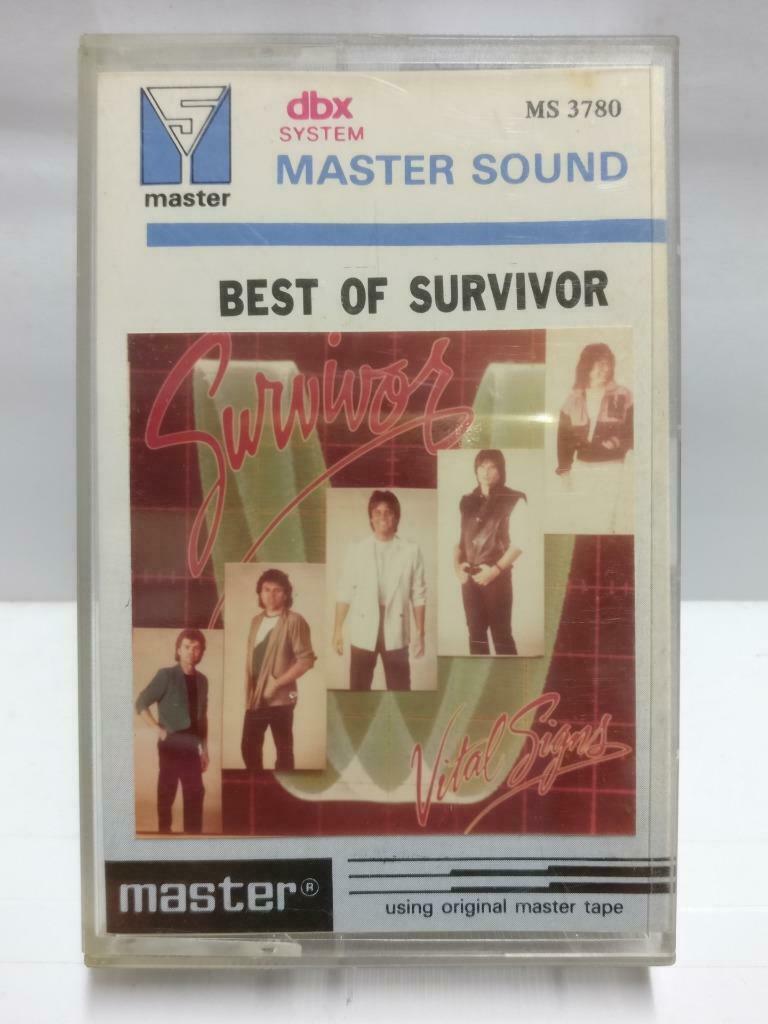 S
master
dbx
SYSTEM
MS 3780
MASTER SOUND
BEST OF SURVIVOR
Survivor
Vital Signs
master®
using original master tape